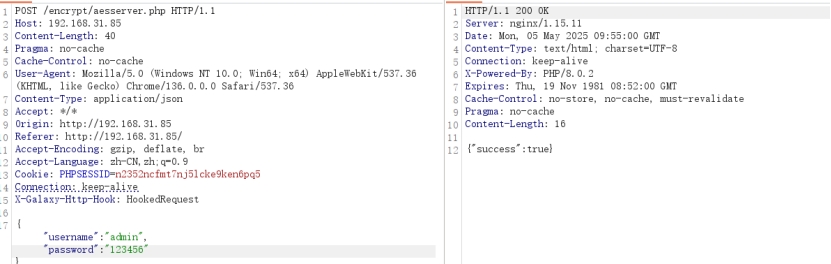 1 POST /encrypt/aesserver.php HTTP/1.1
2 Host: 192.168.31.85
3 Content-Length: 40
4 Pragma: no-cache
5 Cache-Control: no-cache
6 User-Agent: Mozilla/5.0 (Windows NT 10.0; Win64; x64) AppleWebKit/537.36
(KHTML, like Gecko) Chrome/136.0.0.0 Safari/537.36
7 Content-Type: application/json
8 Accept: */*
9 Origin: http://192.168.31.85
10 Referer: http://192.168.31.85/
11 Accept-Encoding: gzip, deflate, br
12 Accept-Language: zh-CN,zh;q=0.9
13 Cookie: PHPSESSID=n2352ncfmt7nj5lcke9ken6pq5
14 Connection: keep-alive
15 X-Galaxy-Http-Hook: HookedRequest
16
17 {
"username":"admin",
"password":"123456"
}
1 HTTP/1.1 200 OK
2 Server: nginx/1.15.11
3 Date: Mon, 05 May 2025 09:55:00 GMT
4 Content-Type: text/html; charset=UTF-8
5 Connection: keep-alive
6 X-Powered-By: PHP/8.0.2
7 Expires: Thu, 19 Nov 1981 08:52:00 GMT
8 Cache-Control: no-store, no-cache, must-revalidate
9 Pragma: no-cache
10 Content-Length: 16
11
12 {"success":true}